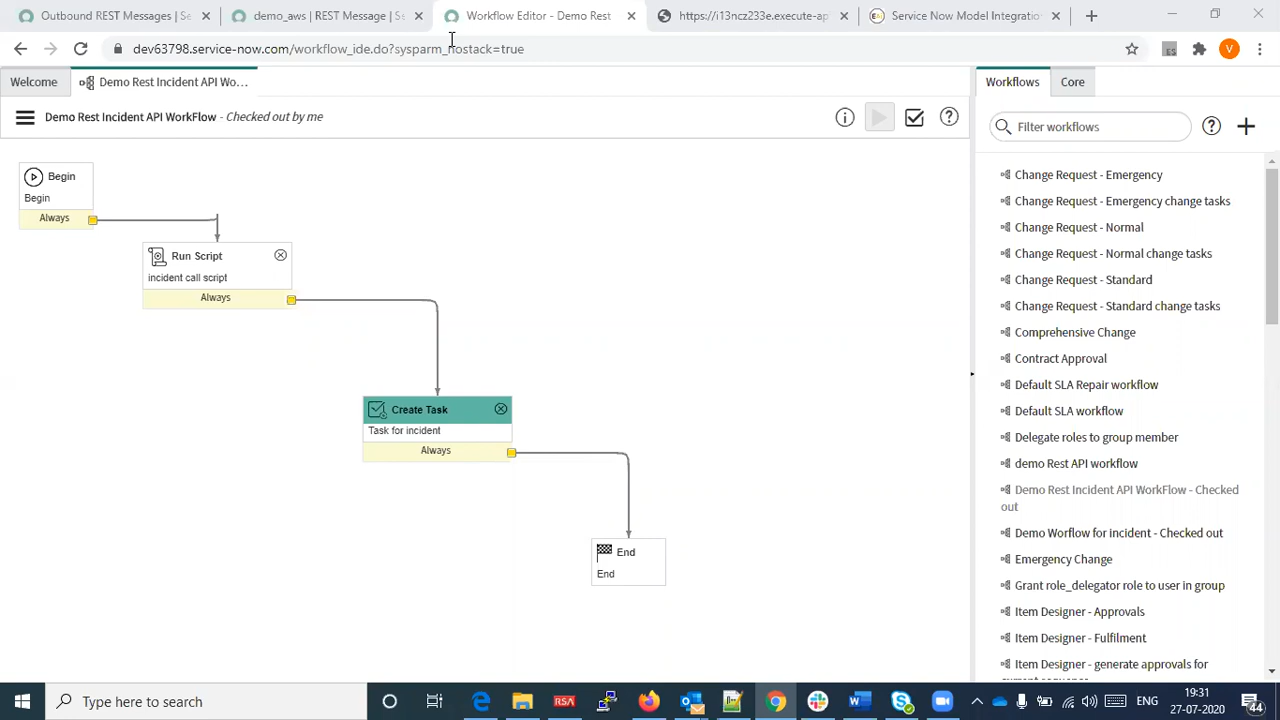 Outbound REST Messages | Se
demo_aws | REST Message | Se
Workflow Editor - Demo Rest
https://i13ncz233e.execute-ap
Service Now Model Integratio
dev63798.service-now.com/workflow_ide.do?sysparm_nostack=true
ES
V
Welcome
Demo Rest Incident API Wo...
Workflows
Core
Demo Rest Incident API WorkFlow - Checked out by me
Filter workflows
Begin
Begin
Always
Run Script
incident call script
Always
Create Task
Task for incident
Always
End
End
Change Request - Emergency
Change Request - Emergency change tasks
Change Request - Normal
Change Request - Normal change tasks
Change Request - Standard
Change Request - Standard change tasks
Comprehensive Change
Contract Approval
Default SLA Repair workflow
Default SLA workflow
Delegate roles to group member
demo Rest API workflow
Demo Rest Incident API WorkFlow - Checked
out
Demo Worflow for incident - Checked out
Emergency Change
Grant role_delegator role to user in group
Item Designer - Approvals
Item Designer - Fulfilment
Item Designer - generate approvals for
Type here to search
RSA
ENG
19:31
27-07-2020
44